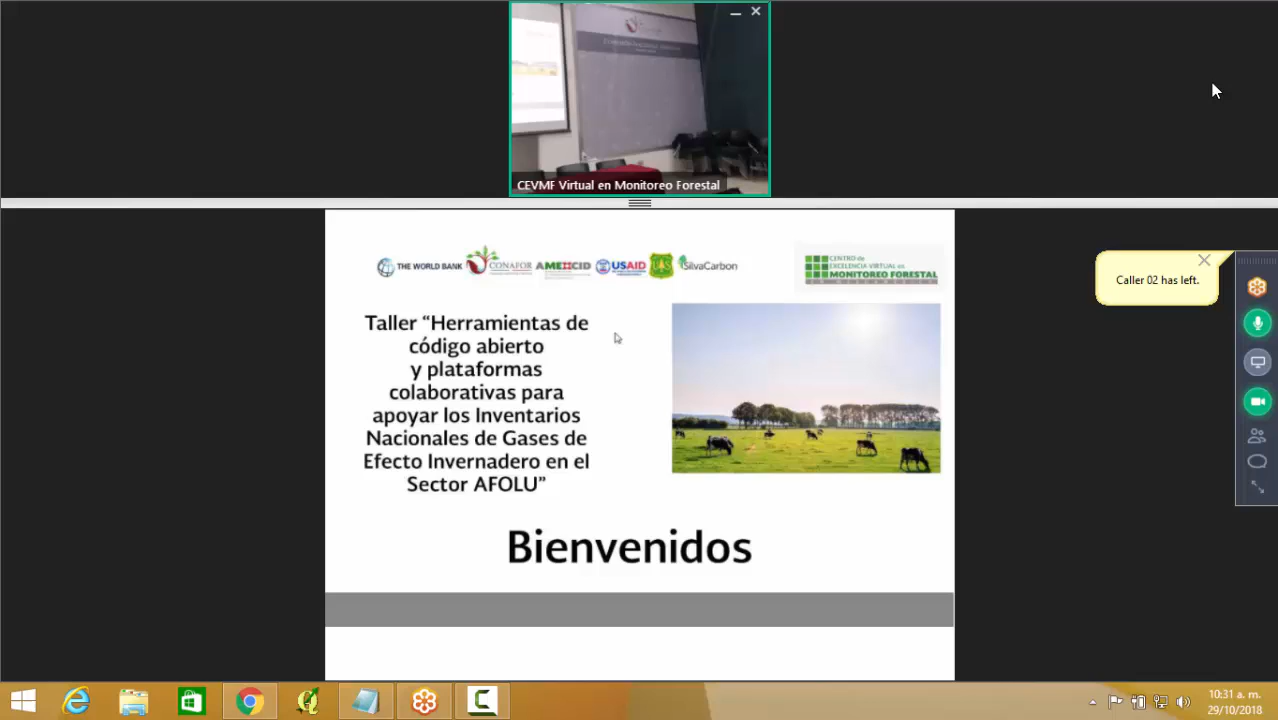 CEVMF Virtual en Monitoreo Forestal
THE WORLD BANK
CONAFOR
AMEXCID
USAID
SilvaCarbon
CENTRO de
EXCELENCIA VIRTUAL en
MONITOREO FORESTAL
Caller 02 has left.
Taller “Herramientas de
código abierto
y plataformas
colaborativas para
apoyar los Inventarios
Nacionales de Gases de
Efecto Invernadero en el
Sector AFOLU”
Bienvenidos
10:31 a. m.
29/10/2018